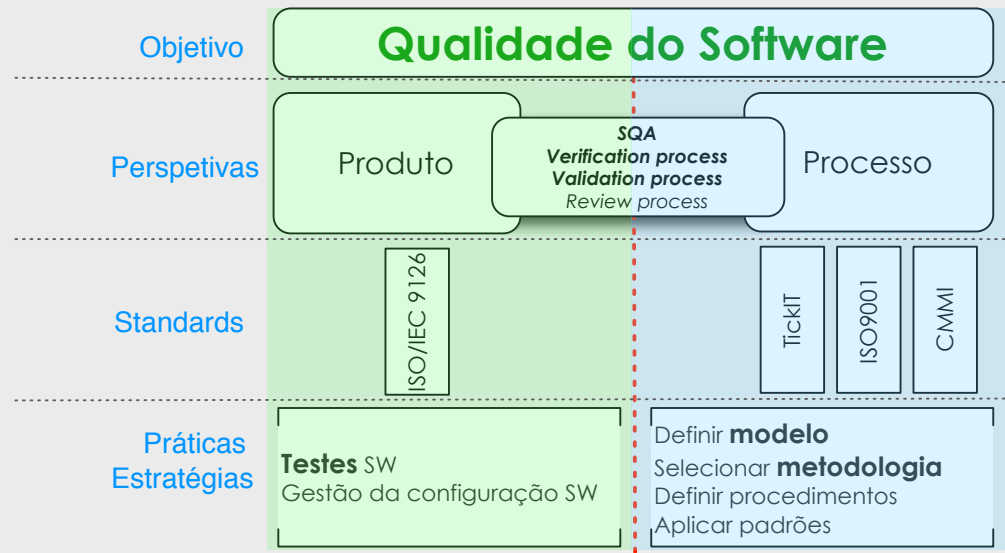 Objetivo
Qualidade do Software
Perspetivas
Produto
SQA
Verification process
Validation process
Review process
Processo
Standards
ISO/IEC 9126
TickIT
ISO9001
CMMI
Práticas
Estratégias
Testes SW
Gestão da configuração SW
Definir modelo
Selecionar metodologia
Definir procedimentos
Aplicar padrões